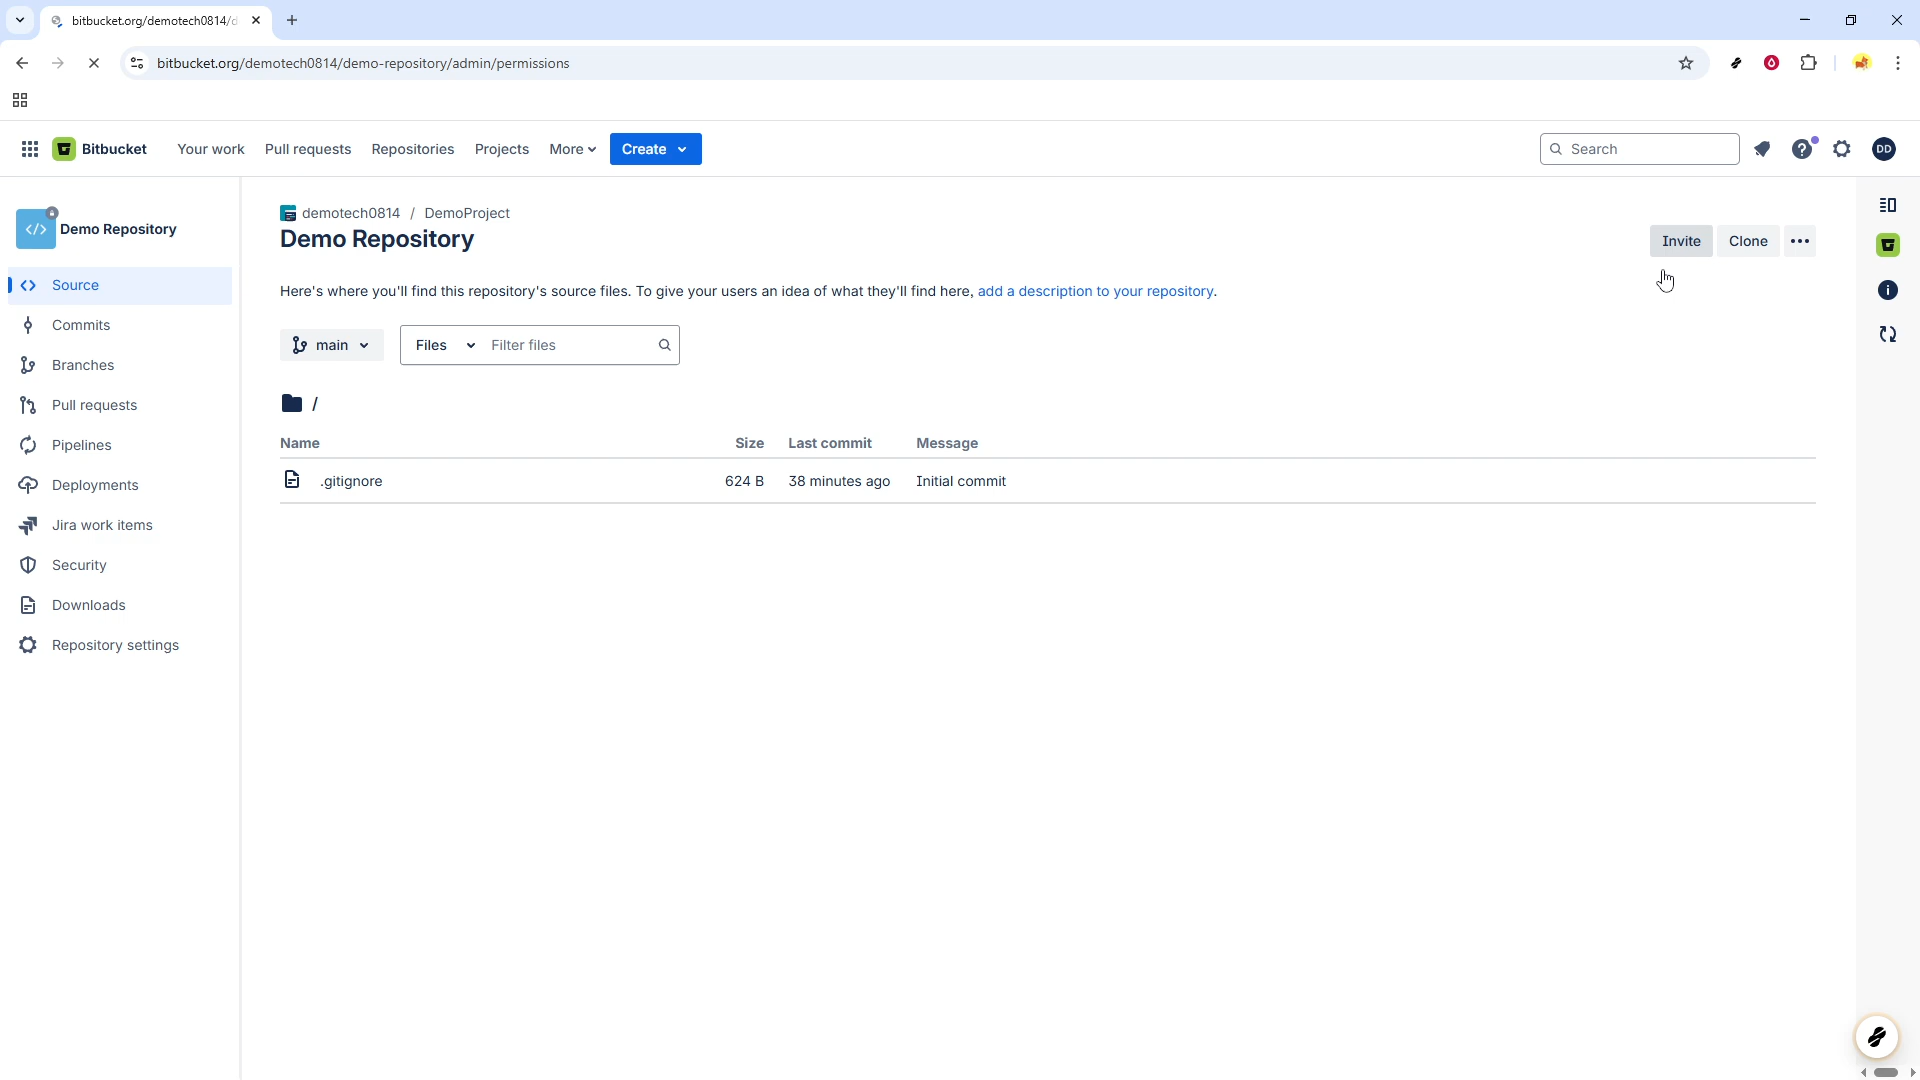 bitbucket.org/demotech0814/d
bitbucket.org/demotech0814/demo-repository/admin/permissions
Bitbucket
Your work
Pull requests
Repositories
Projects
More
Create
Search
DD
Demo Repository
Source
Commits
Branches
Pull requests
Pipelines
Deployments
Jira work items
Security
Downloads
Repository settings
demotech0814 / DemoProject
Demo Repository
Invite
Clone
Here's where you'll find this repository's source files. To give your users an idea of what they'll find here, add a description to your repository.
main
Files
Filter files
/
Name Size Last commit Message
.gitignore 624 B 38 minutes ago Initial commit